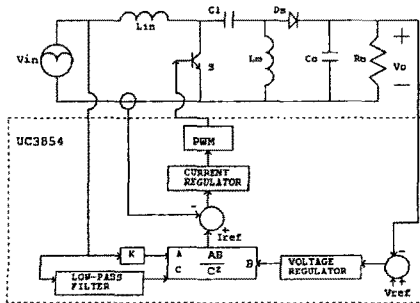 C1
Ds
Lin
Vin
S
Lm
Co
Ro
+
Vo
−
UC3854
PWM
CURRENT
REGULATOR
-
+
Iref
K
A
AB
C²
C
B
VOLTAGE
REGULATOR
-
LOW-PASS
FILTER
++
Vref